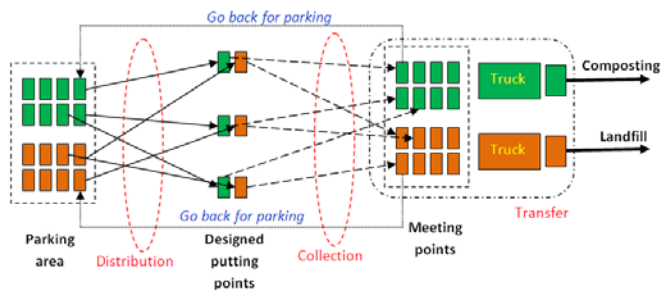 Go back for parking
Composting
Truck
Landfill
Truck
Go back for parking
Transfer
Parking
area
Distribution
Designed
putting
points
Collection
Meeting
points